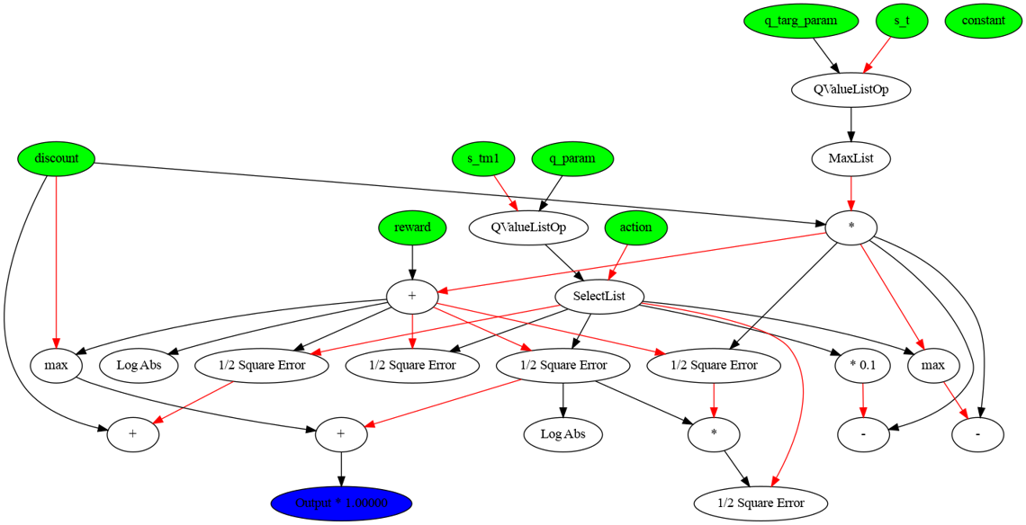 q_targ_param
s_t
constant
QValueListOp
discount
s_tm1
q_param
MaxList
reward
QValueListOp
action
*
+
SelectList
max
Log Abs
1/2 Square Error
1/2 Square Error
1/2 Square Error
1/2 Square Error
* 0.1
max
+
+
Log Abs
*
-
-
Output * 1.00000
1/2 Square Error